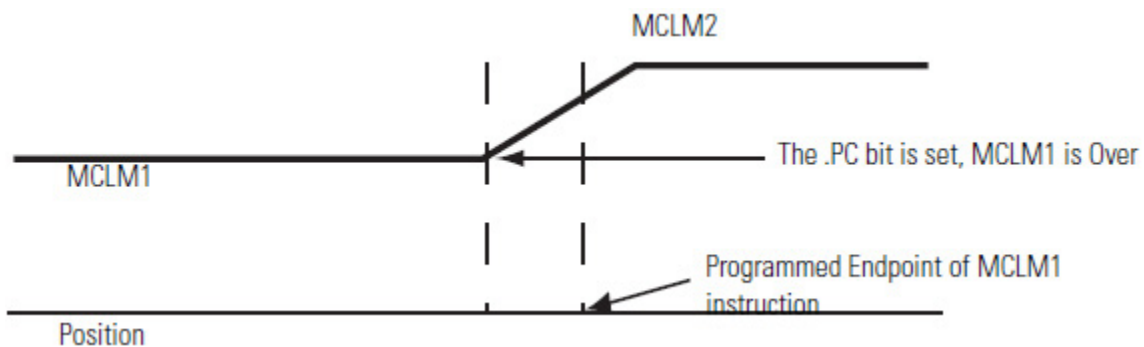 MCLM2
The .PC bit is set, MCLM1 is Over
MCLM1
Programmed Endpoint of MCLM1
instruction
Position